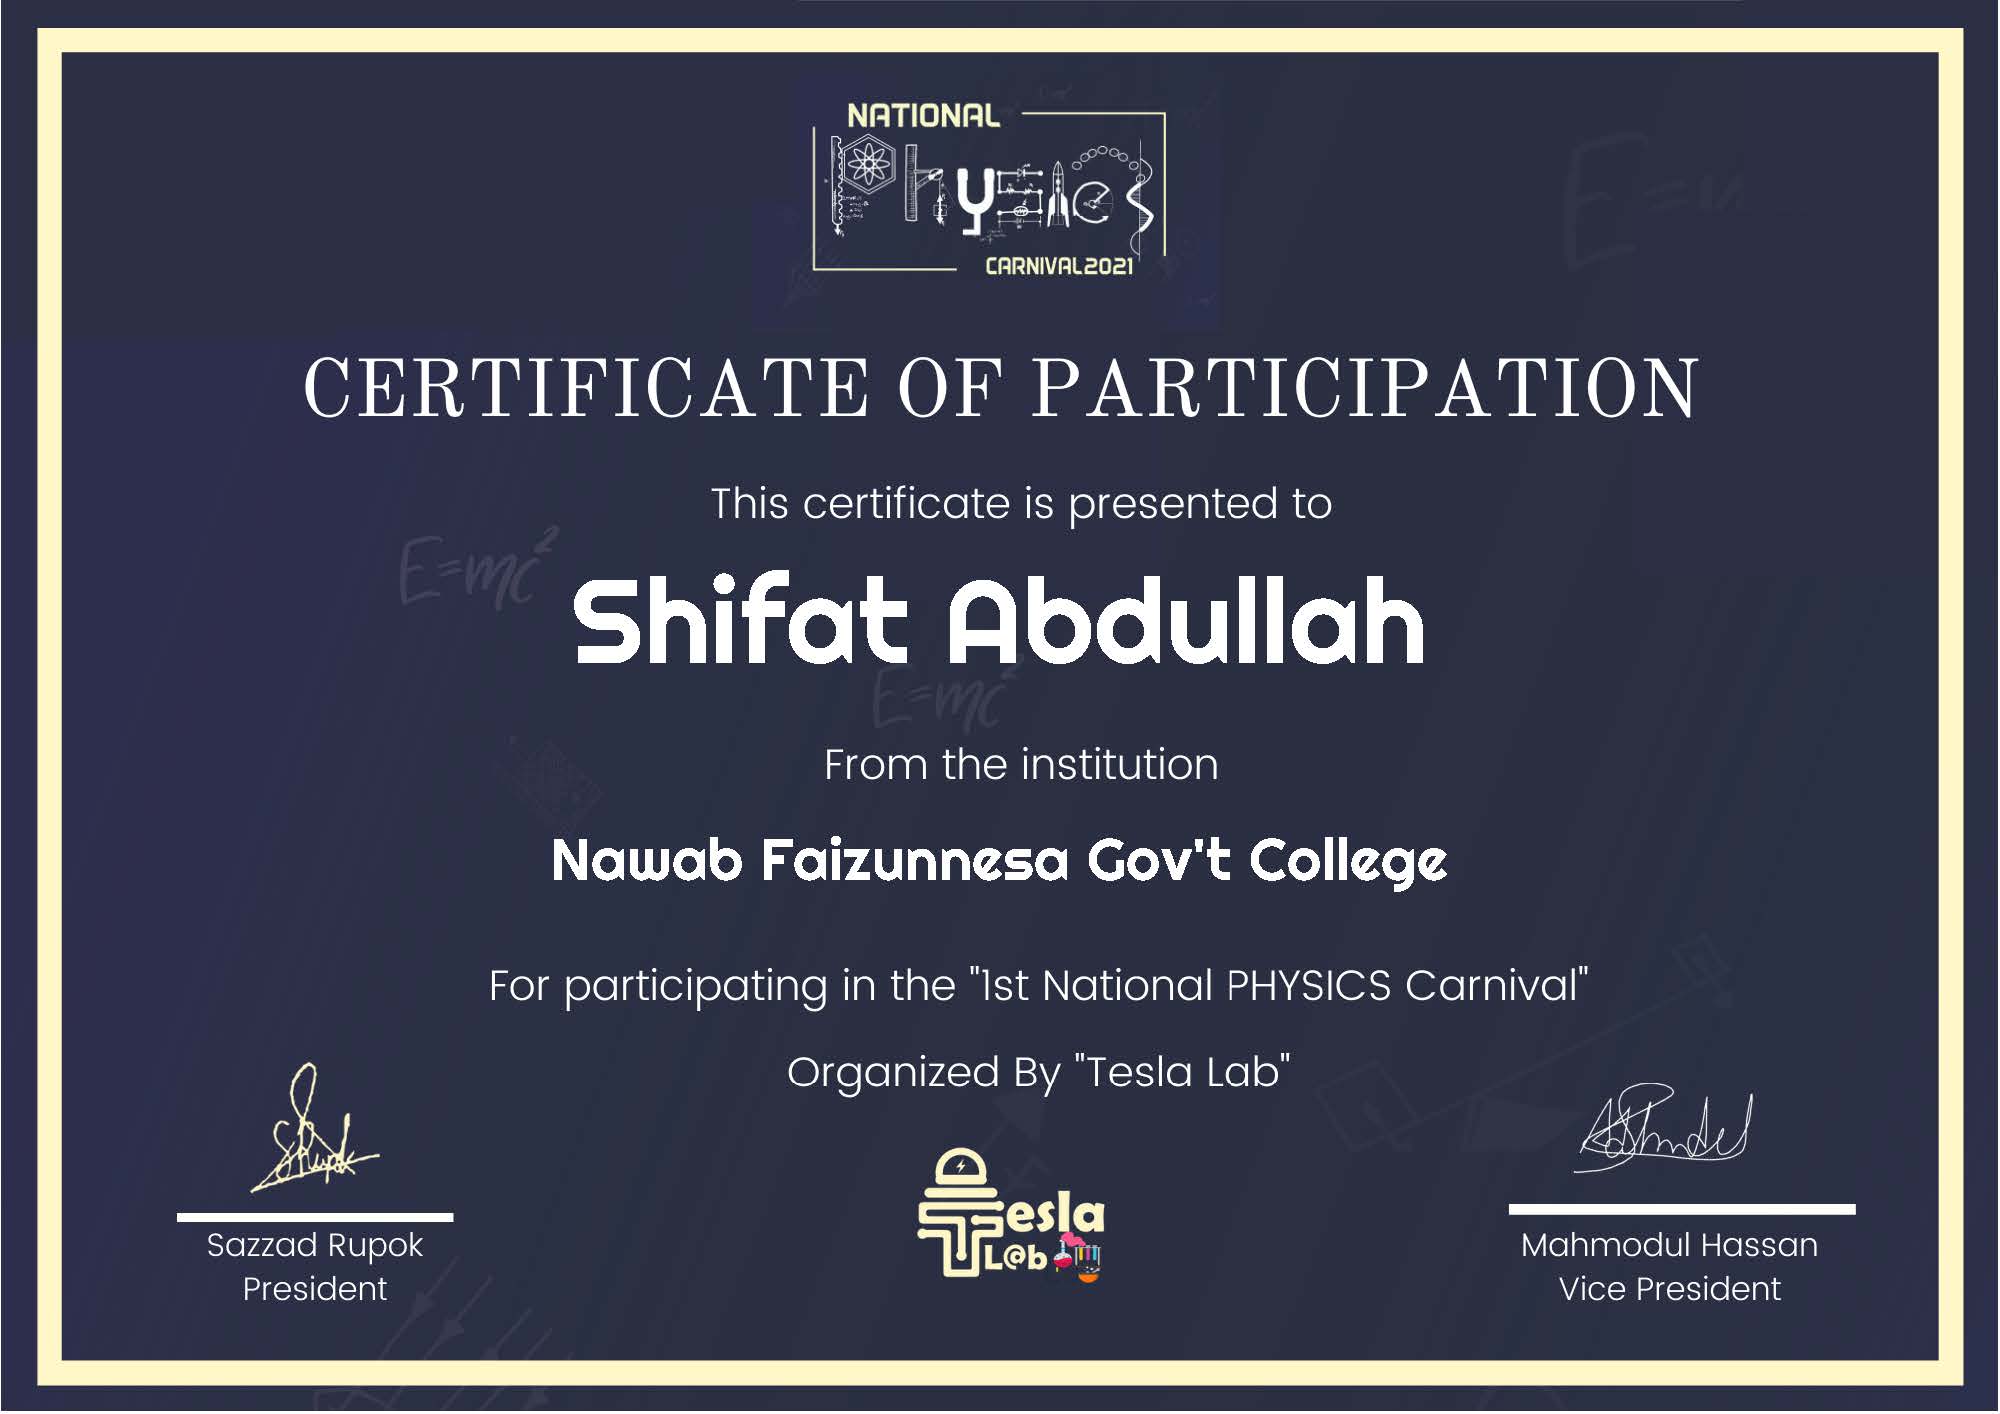 NATIONAL
Physics
CARNIVAL2021
E=m
CERTIFICATE OF PARTICIPATION
This certificate is presented to
E=mc²
Shifat Abdullah
E=mc²
From the institution
Nawab Faizunnesa Gov't College
For participating in the "1st National PHYSICS Carnival"
Organized By "Tesla Lab"
Tesla
L@b
Sazzad Rupok
President
Mahmodul Hassan
Vice President